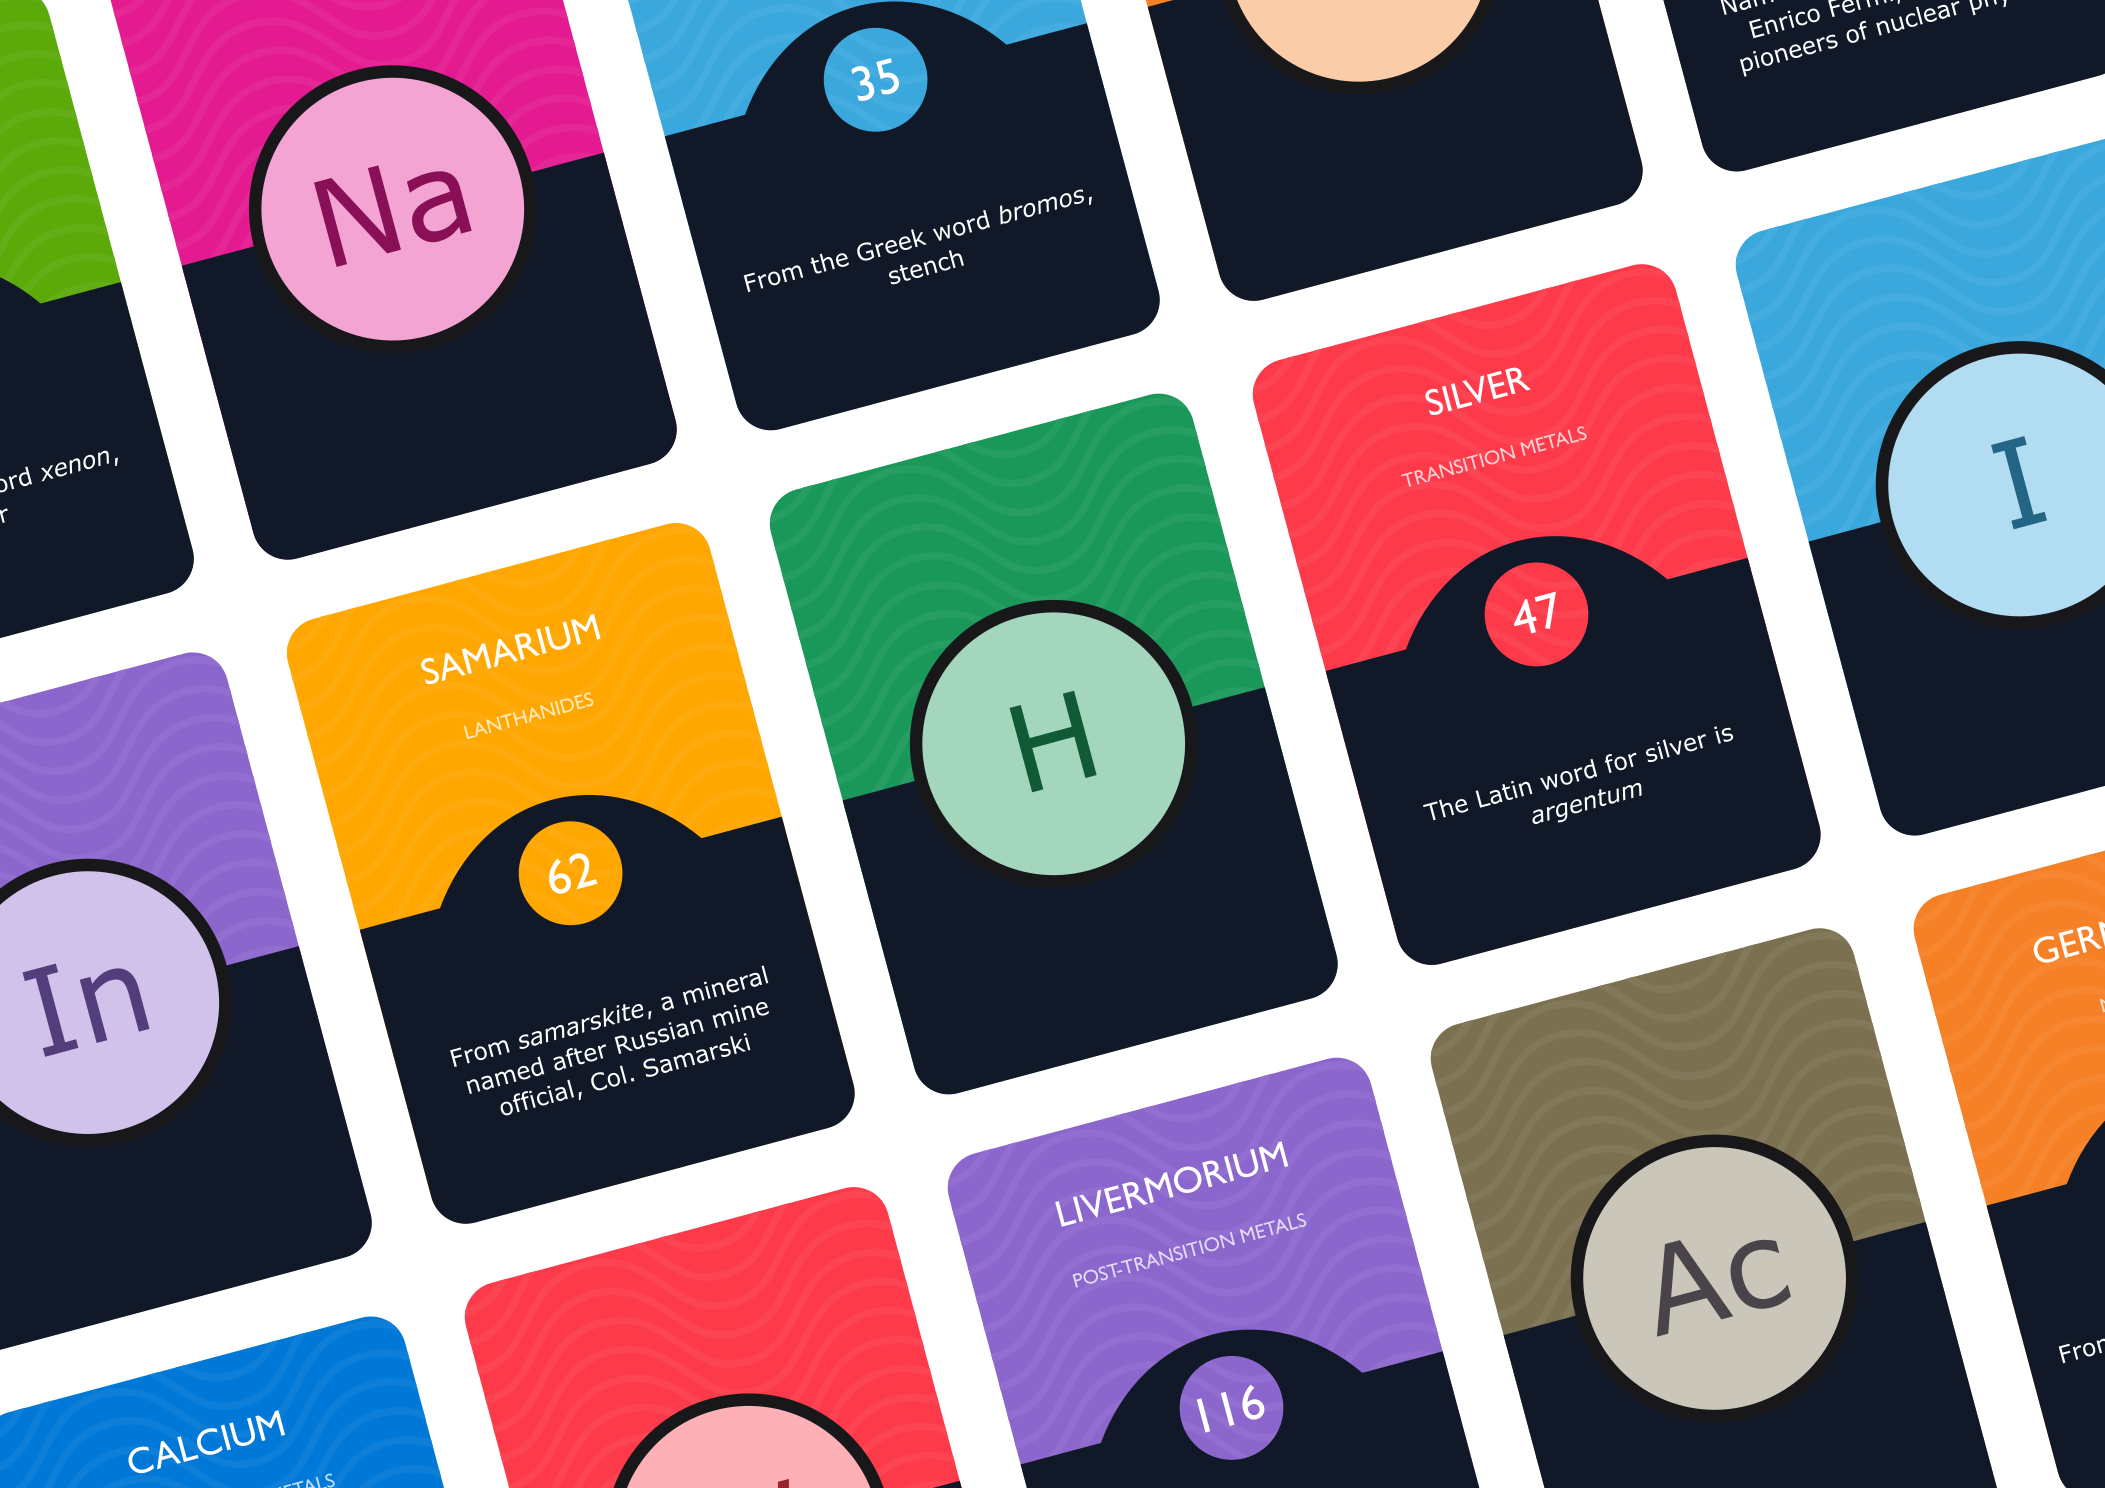 Na
35
From the Greek word bromos,
stench
Enrico Fermi,
pioneers of nuclear
xenon,
SILVER
TRANSITION METALS
47
The Latin word for silver is
argentum
I
SAMARIUM
LANTHANIDES
62
From samarskite, a mineral
named after Russian mine
official, Col. Samarski
H
In
LIVERMORIUM
POST-TRANSITION METALS
116
Ac
CALCIUM